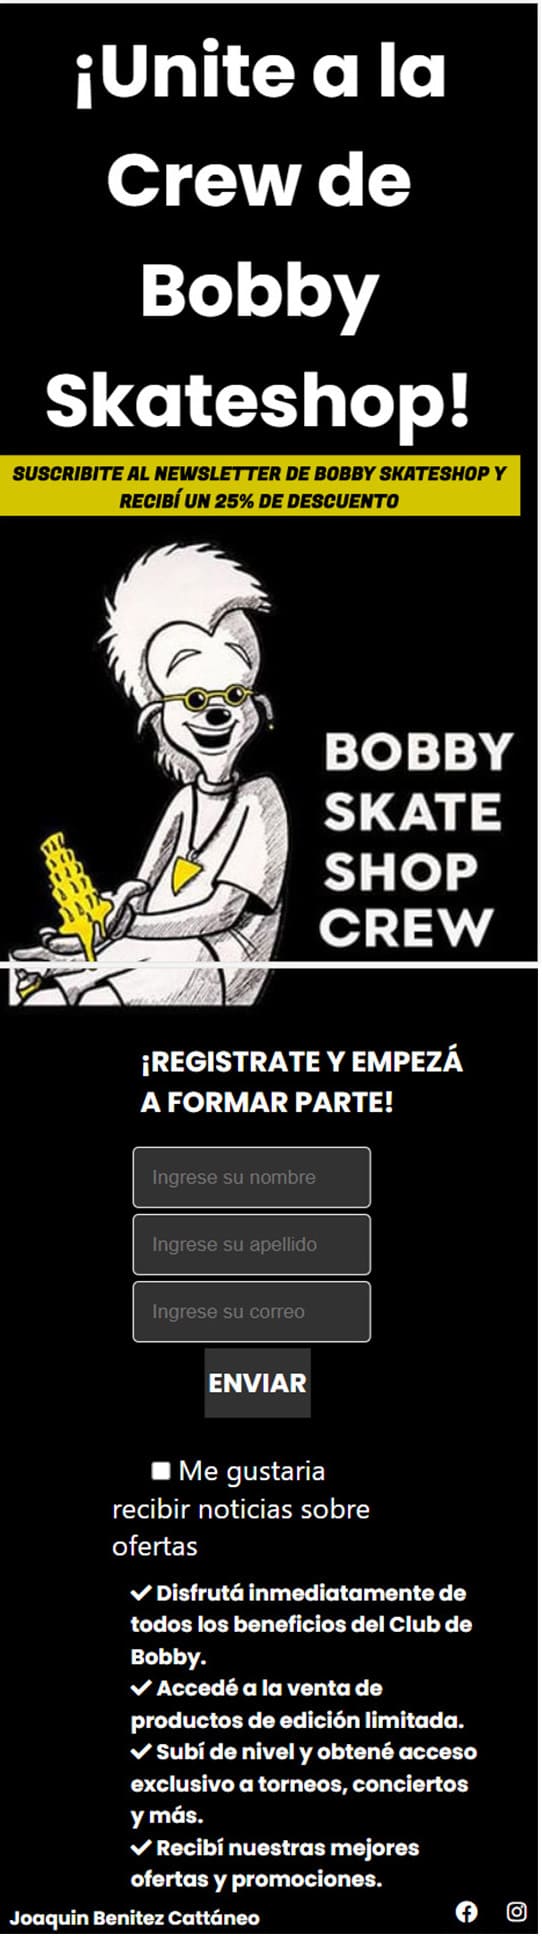 ¡Unite a la
Crew de
Bobby
Skateshop!
SUSCRIBITE AL NEWSLETTER DE BOBBY SKATESHOP Y
RECIBÍ UN 25% DE DESCUENTO
BOBBY
SKATE
SHOP
CREW
¡REGISTRATE Y EMPEZÁ
A FORMAR PARTE!
Ingrese su nombre
Ingrese su apellido
Ingrese su correo
ENVIAR
Me gustaria
recibir noticias sobre
ofertas
Disfrutá inmediatamente de
todos los beneficios del Club de
Bobby.
Accedé a la venta de
productos de edición limitada.
Subí de nivel y obtené acceso
exclusivo a torneos, conciertos
y más.
Recibí nuestras mejores
ofertas y promociones.
Joaquin Benitez Cattáneo